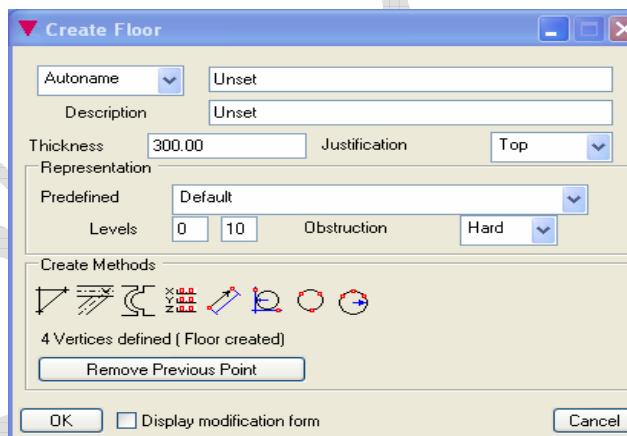 Create Floor
Autoname Unset
Description Unset
Thickness 300.00 Justification Top
Representation
Predefined Default
Levels 0 10 Obstruction Hard
Create Methods
X
Y
Z
4 Vertices defined ( Floor created)
Remove Previous Point
OK Display modification form Cancel